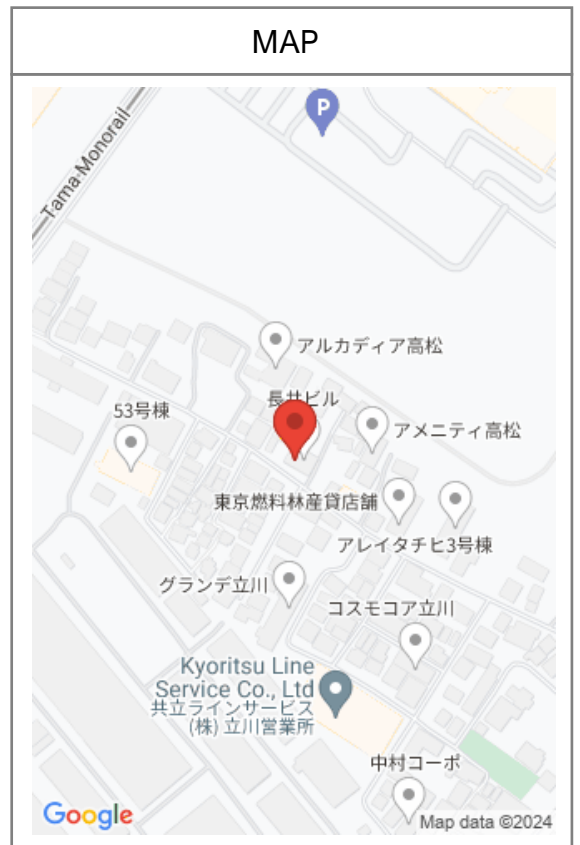 MAP
P
Tama-Monorail
アルカディア高松
長井ビル
53号棟
アメニティ高松
東京燃料林産貸店舗
アレイタチヒ3号棟
グランデ立川
コスモコア立川
Kyoritsu Line
Service Co., Ltd
共立ラインサービス
(株) 立川営業所
中村コーポ
Google
Map data ©2024